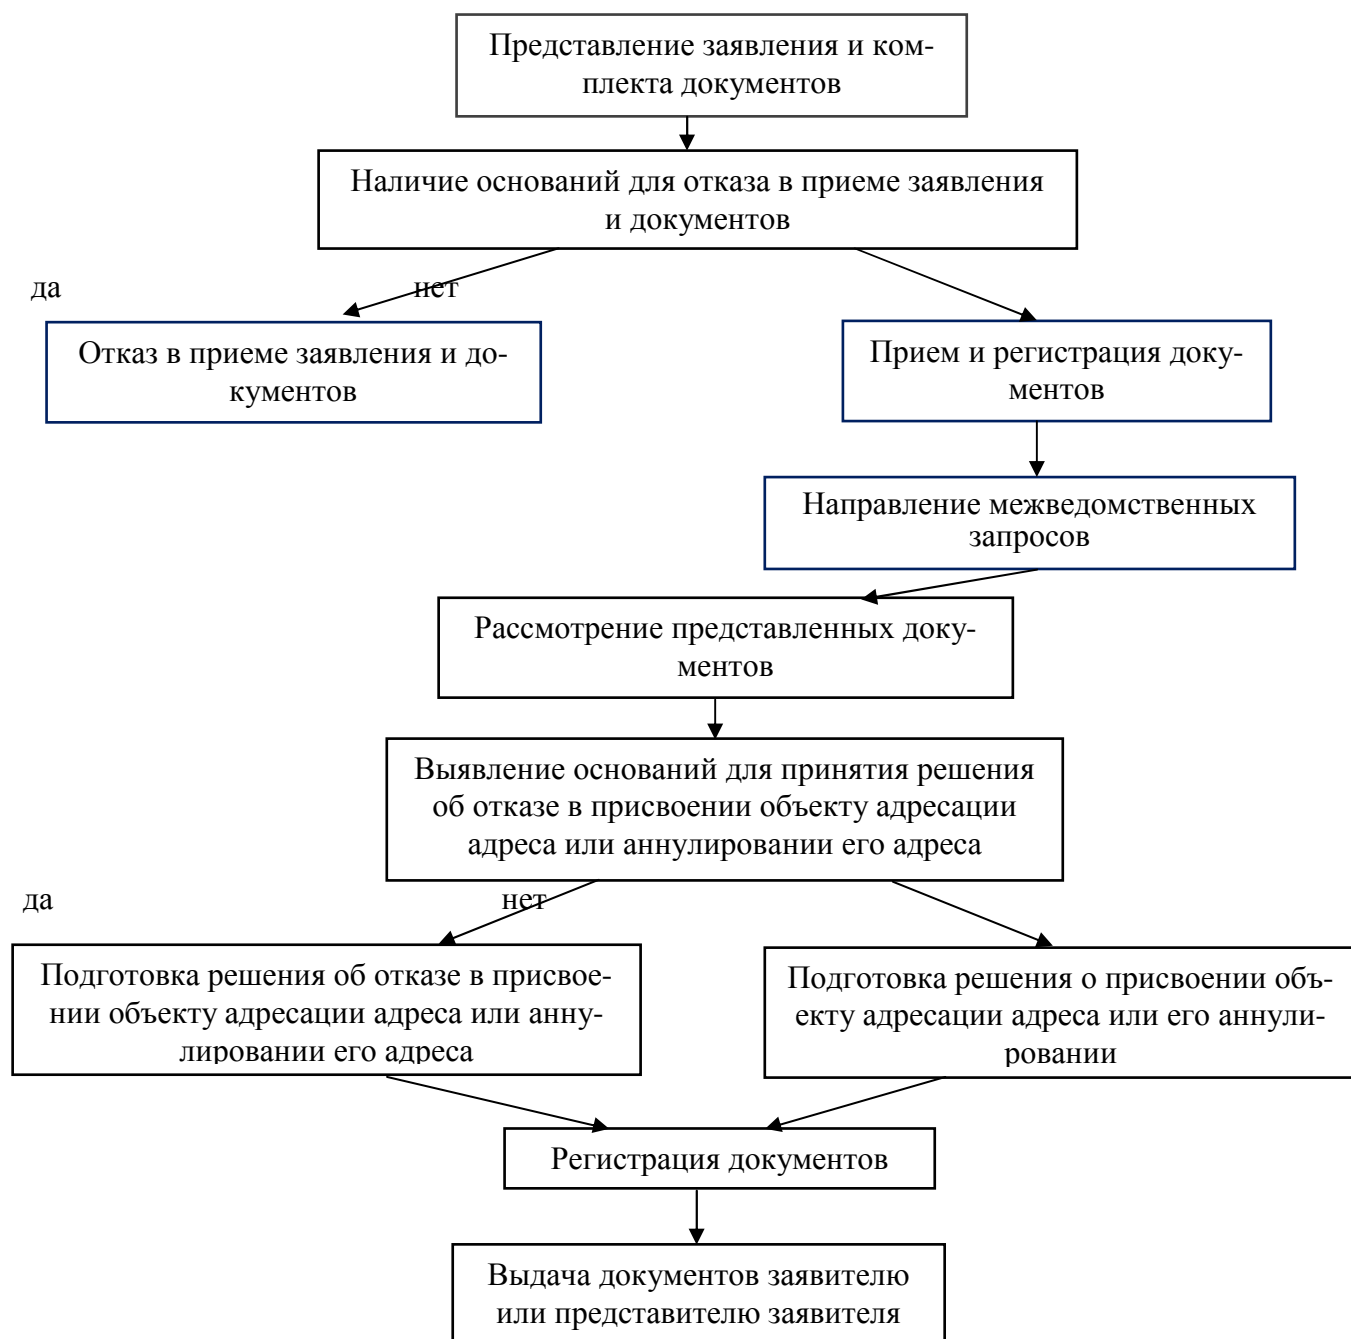 Представление заявления и ком-
плекта документов
Наличие оснований для отказа в приеме заявления
и документов
да нет
Отказ в приеме заявления и до-
кументов
Прием и регистрация доку-
ментов
Направление межведомственных
запросов
Рассмотрение представленных доку-
ментов
Выявление оснований для принятия решения
об отказе в присвоении объекту адресации
адреса или аннулировании его адреса
да нет
Подготовка решения об отказе в присвое-
нии объекту адресации адреса или анну-
лировании его адреса
Подготовка решения о присвоении объ-
екту адресации адреса или его аннули-
ровании
Регистрация документов
Выдача документов заявителю
или представителю заявителя